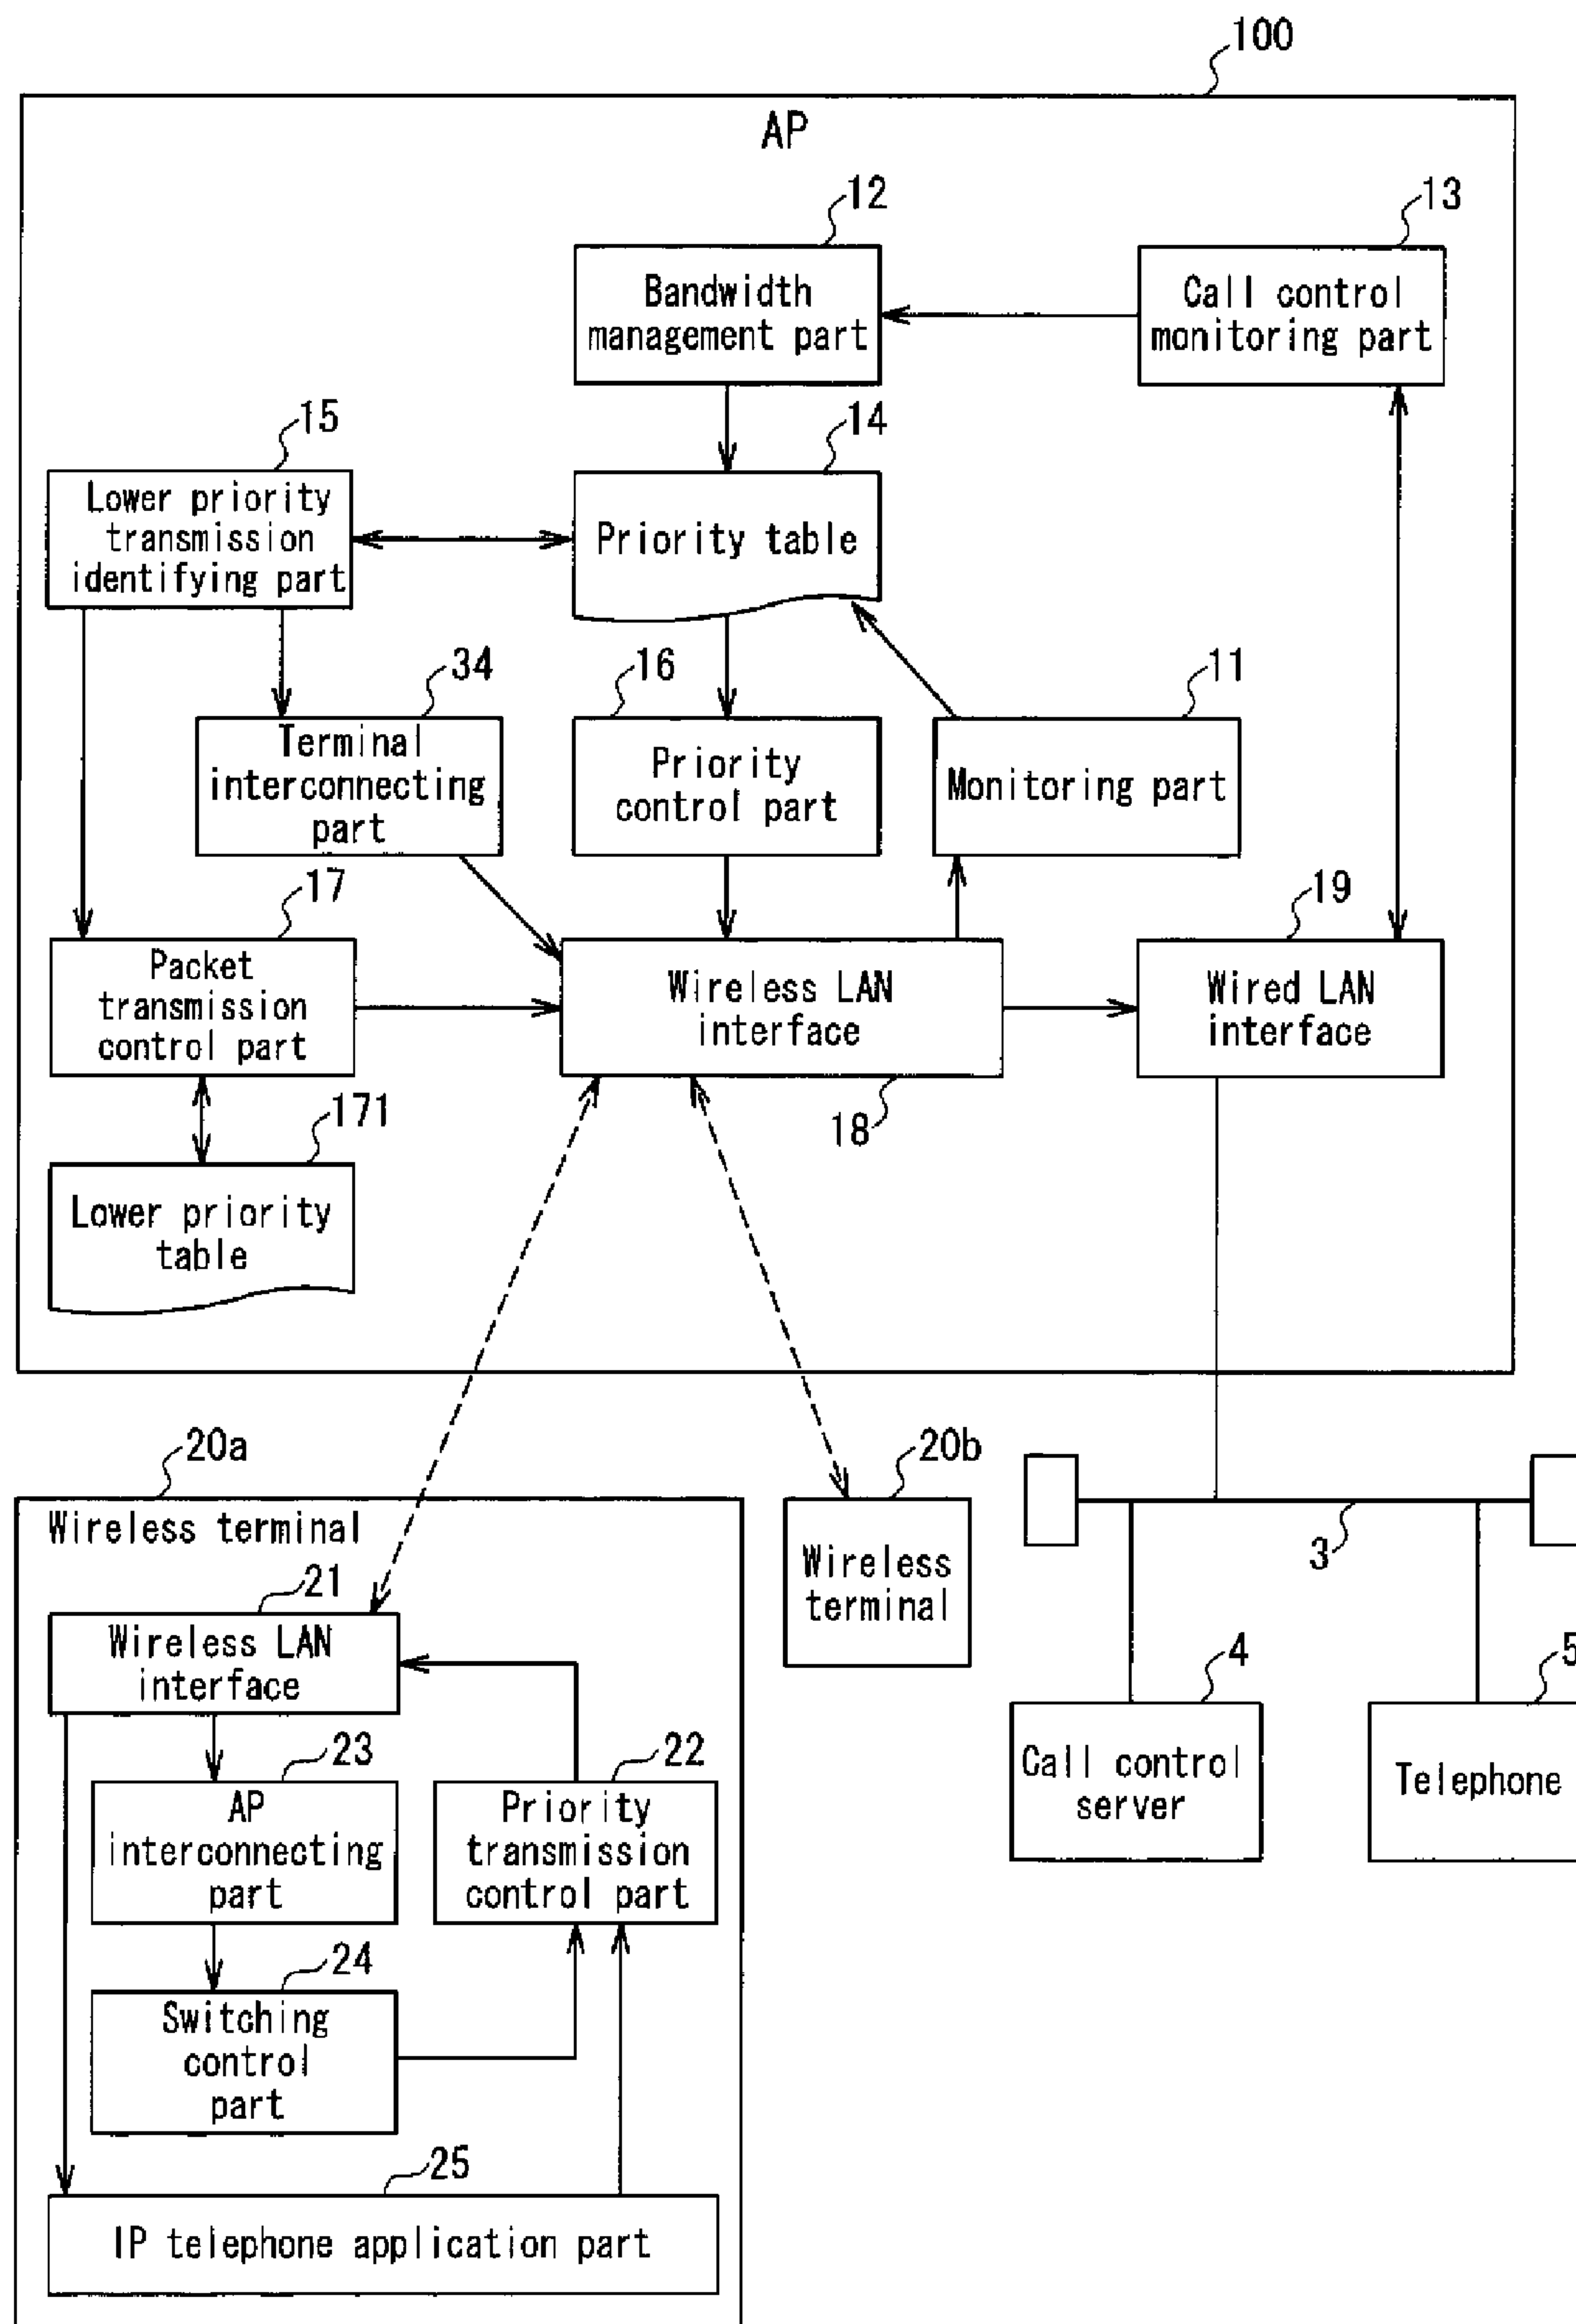 100
AP
12
13
Bandwidth
management part
Call control
monitoring part
15
14
Lower priority
transmission
identifying part
Priority table
34
16
11
Terminal
interconnecting
part
Priority
control part
Monitoring part
17
19
Packet
transmission
control part
Wireless LAN
interface
Wired LAN
interface
18
171
Lower priority
table
20a
20b
Wireless terminal
3
Wireless
terminal
21
Wireless LAN
interface
4
5
23
22
Call control
server
Telephone
AP
interconnecting
part
Priority
transmission
control part
24
Switching
control
part
25
IP telephone application part